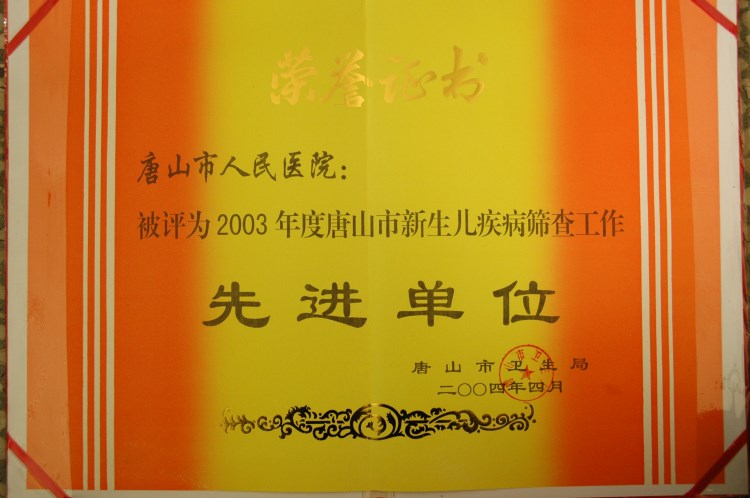 荣誉证书
唐山市人民医院：
被评为2003年度唐山市新生儿疾病筛查工作
先进单位
唐山市卫生局
二〇〇四年四月